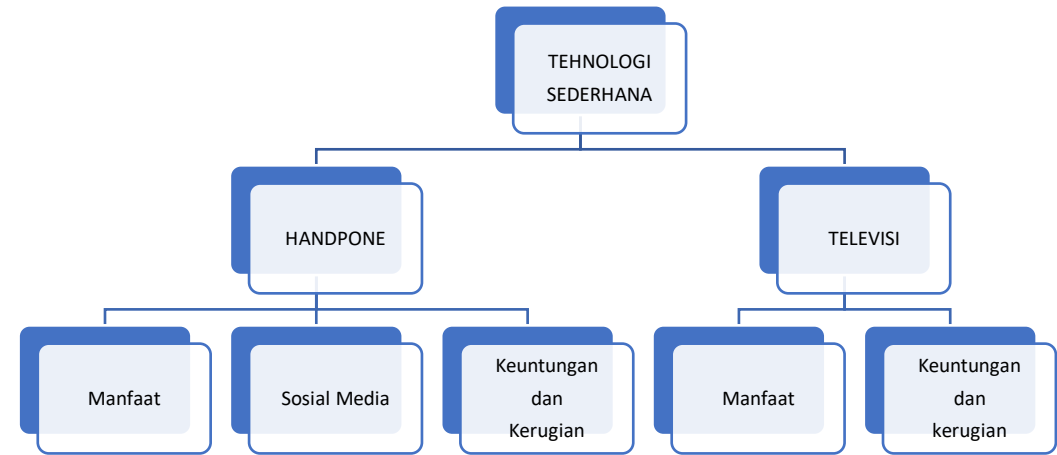 TEHNOLOGI
SEDERHANA
HANDPONE
TELEVISI
Manfaat
Sosial Media
Keuntungan
dan
Kerugian
Manfaat
Keuntungan
dan
kerugian